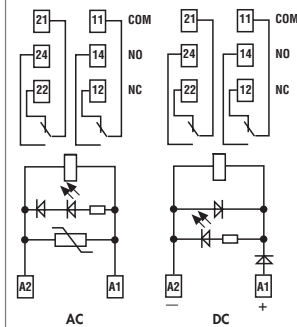 21 11 COM 21 11 COM
24 14 NO 24 14 NO
22 12 NC 22 12 NC
A2 A1 A2 A1
— +
AC DC